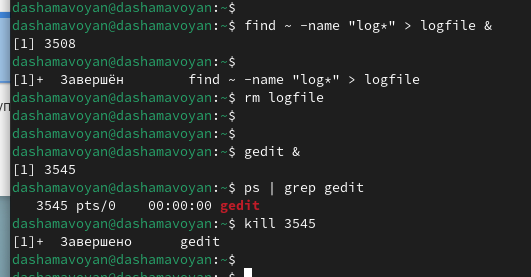 dashamavoyan@dashamavoyan:~$
dashamavoyan@dashamavoyan:~$ find ~ -name "log*" > logfile &
[1] 3508
dashamavoyan@dashamavoyan:~$
[1]+  Завершён        find ~ -name "log*" > logfile
dashamavoyan@dashamavoyan:~$ rm logfile
dashamavoyan@dashamavoyan:~$
dashamavoyan@dashamavoyan:~$
dashamavoyan@dashamavoyan:~$ gedit &
[1] 3545
dashamavoyan@dashamavoyan:~$ ps | grep gedit
   3545 pts/0    00:00:00 gedit
dashamavoyan@dashamavoyan:~$ kill 3545
[1]+  Завершено      gedit
dashamavoyan@dashamavoyan:~$
dashamavoyan@dashamavoyan:~$